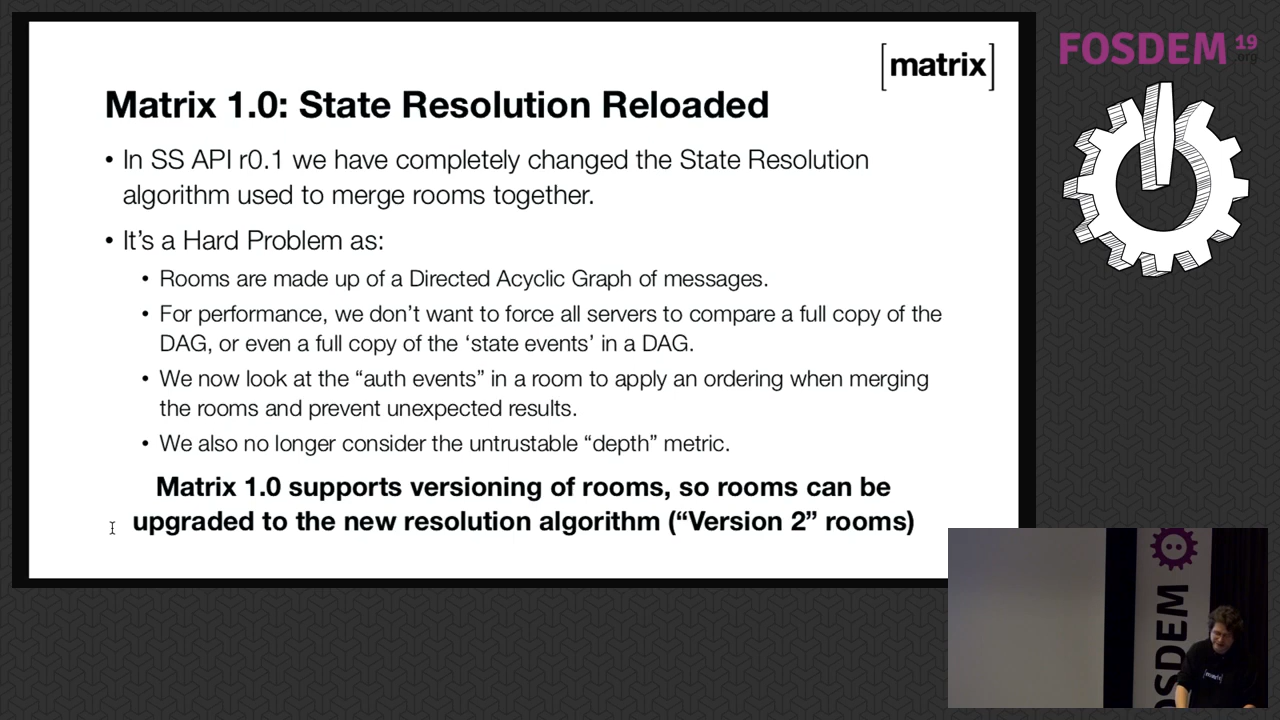 [matrix]
FOSDEM 19
.org
Matrix 1.0: State Resolution Reloaded
• In SS API r0.1 we have completely changed the State Resolution
algorithm used to merge rooms together.
• It’s a Hard Problem as:
• Rooms are made up of a Directed Acyclic Graph of messages.
• For performance, we don’t want to force all servers to compare a full copy of the
DAG, or even a full copy of the ‘state events’ in a DAG.
• We now look at the “auth events” in a room to apply an ordering when merging
the rooms and prevent unexpected results.
• We also no longer consider the untrustable “depth” metric.
Matrix 1.0 supports versioning of rooms, so rooms can be
upgraded to the new resolution algorithm (“Version 2” rooms)
FOSDEM